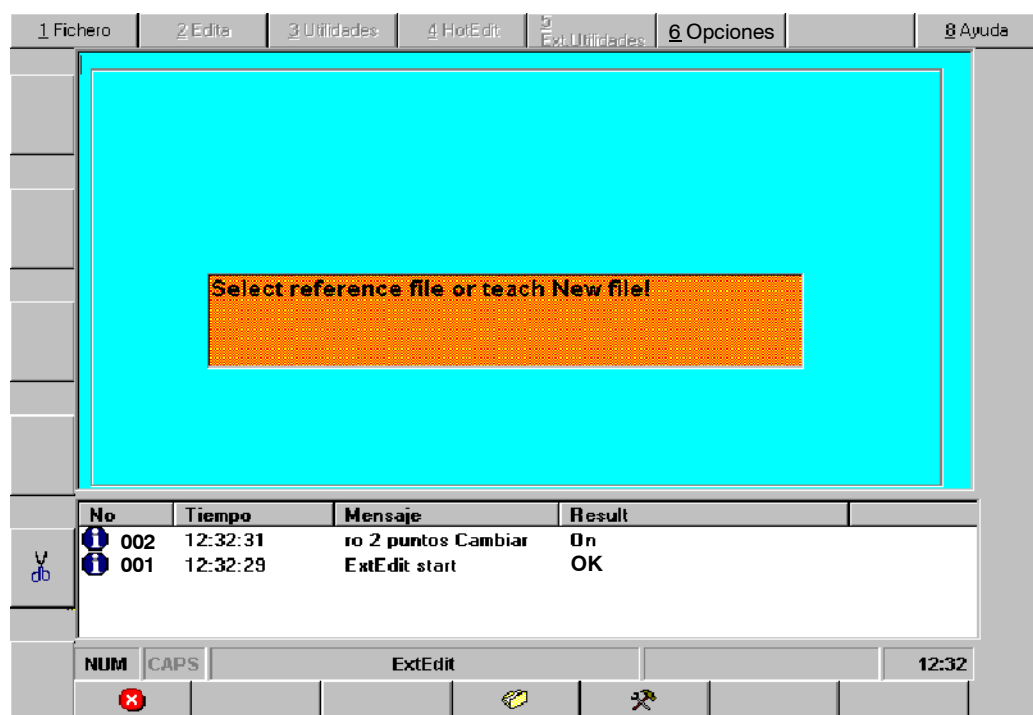 1 Fichero 2 Edita 3 Utilidades 4 HotEdit 5 Ext.Utilidades 6 Opciones 8 Ayuda
Select reference file or teach New file!
No Tiempo Mensaje Result
002 12:32:31 ro 2 puntos Cambiar On
001 12:32:29 ExtEdit start OK
NUM CAPS ExtEdit 12:32